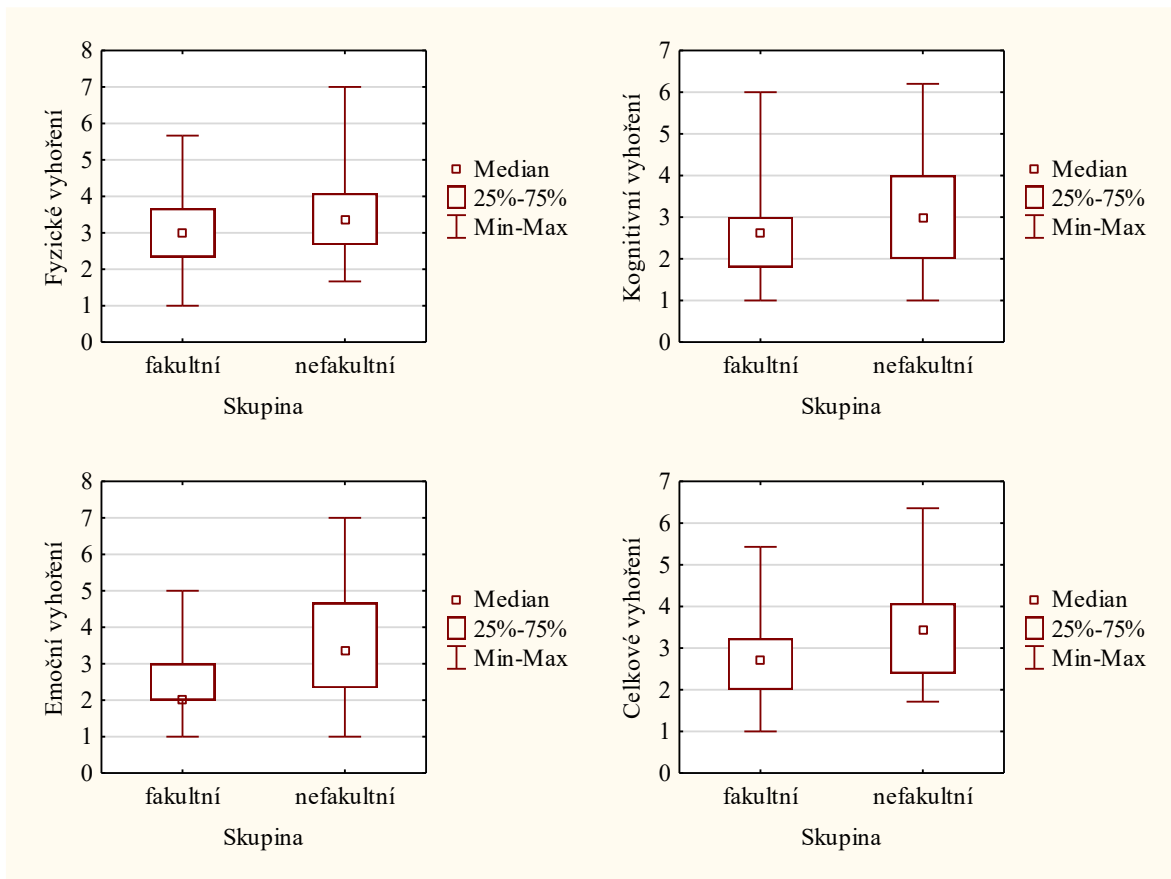 Fyzické vyhoření
8
7
6
5
4
3
2
1
0
fakultní nefakultní
Skupina
Median
25%-75%
Min-Max
Kognitivní vyhoření
7
6
5
4
3
2
1
0
fakultní nefakultní
Skupina
Median
25%-75%
Min-Max
Emoční vyhoření
8
7
6
5
4
3
2
1
0
fakultní nefakultní
Skupina
Median
25%-75%
Min-Max
Celkové vyhoření
7
6
5
4
3
2
1
0
fakultní nefakultní
Skupina
Median
25%-75%
Min-Max